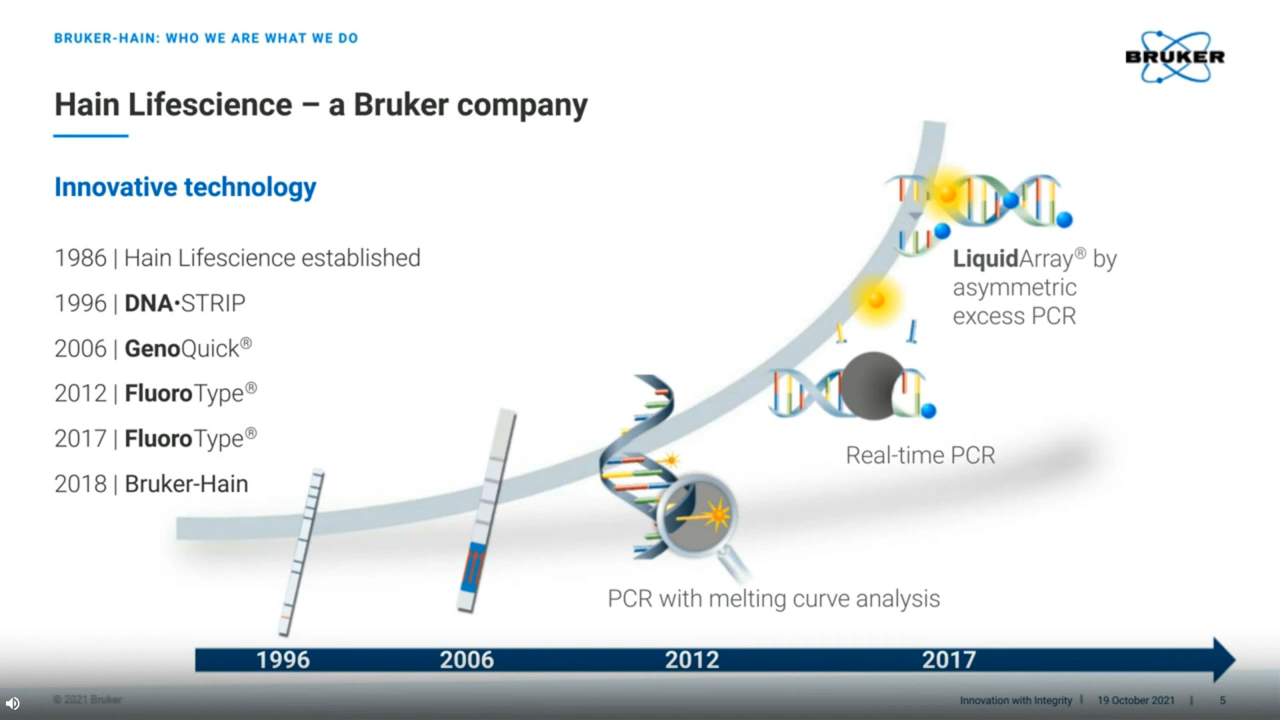 BRUKER-HAIN: WHO WE ARE WHAT WE DO
BRUKER
Hain Lifescience – a Bruker company
Innovative technology
1986 | Hain Lifescience established
1996 | DNA•STRIP
2006 | GenoQuick®
2012 | FluoroType®
2017 | FluoroType®
2018 | Bruker-Hain
LiquidArray® by
asymmetric
excess PCR
Real-time PCR
PCR with melting curve analysis
1996 2006 2012 2017
© 2021 Bruker
Innovation with Integrity | 19 October 2021 | 5